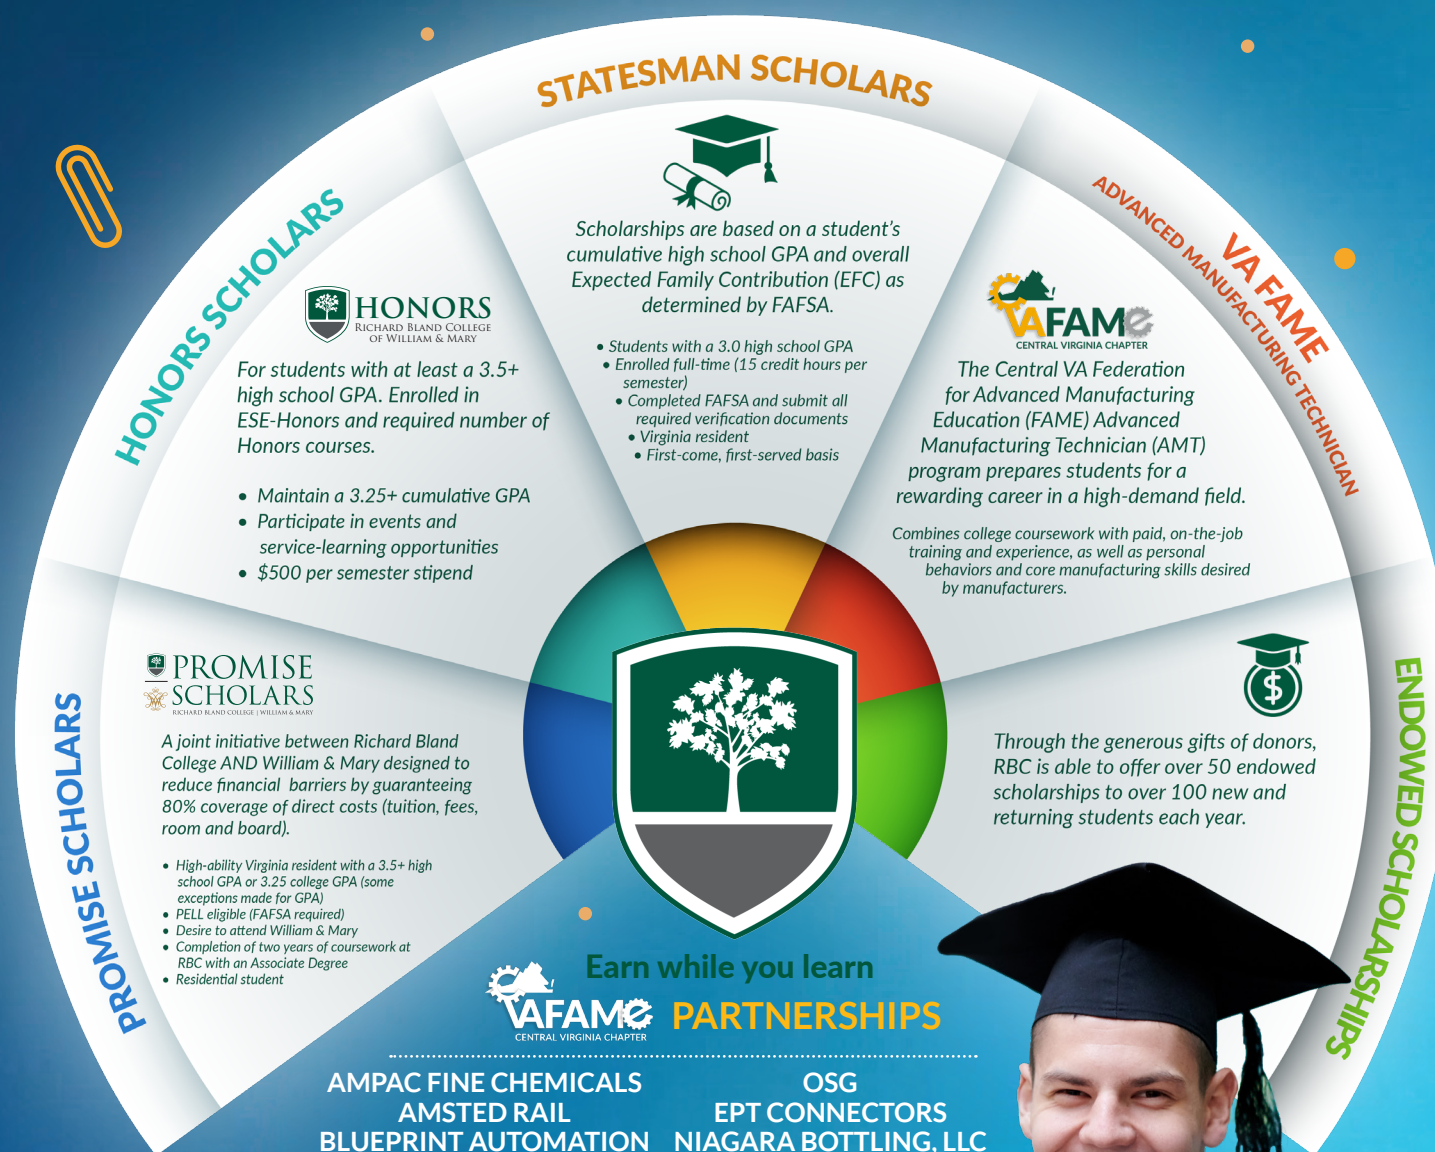 STATESMAN SCHOLARS
Scholarships are based on a student's
cumulative high school GPA and overall
Expected Family Contribution (EFC) as
determined by FAFSA.
• Students with a 3.0 high school GPA
• Enrolled full-time (15 credit hours per
semester)
• Completed FAFSA and submit all
required verification documents
• Virginia resident
• First-come, first-served basis
HONORS SCHOLARS
HONORS
RICHARD BLAND COLLEGE
OF WILLIAM & MARY
For students with at least a 3.5+
high school GPA. Enrolled in
ESE-Honors and required number of
Honors courses.
• Maintain a 3.25+ cumulative GPA
• Participate in events and
service-learning opportunities
• $500 per semester stipend
VA FAME
ADVANCED MANUFACTURING TECHNICIAN
VAFAME
CENTRAL VIRGINIA CHAPTER
The Central VA Federation
for Advanced Manufacturing
Education (FAME) Advanced
Manufacturing Technician (AMT)
program prepares students for a
rewarding career in a high-demand field.
Combines college coursework with paid, on-the-job
training and experience, as well as personal
behaviors and core manufacturing skills desired
by manufacturers.
PROMISE SCHOLARS
PROMISE
SCHOLARS
RICHARD BLAND COLLEGE | WILLIAM & MARY
A joint initiative between Richard Bland
College AND William & Mary designed to
reduce financial barriers by guaranteeing
80% coverage of direct costs (tuition, fees,
room and board).
• High-ability Virginia resident with a 3.5+ high
school GPA or 3.25 college GPA (some
exceptions made for GPA)
• PELL eligible (FAFSA required)
• Desire to attend William & Mary
• Completion of two years of coursework at
RBC with an Associate Degree
• Residential student
ENDOWED SCHOLARSHIPS
$
Through the generous gifts of donors,
RBC is able to offer over 50 endowed
scholarships to over 100 new and
returning students each year.
Earn while you learn
VAFAME
CENTRAL VIRGINIA CHAPTER
PARTNERSHIPS
AMPAC FINE CHEMICALS
AMSTED RAIL
BLUEPRINT AUTOMATION
OSG
EPT CONNECTORS
NIAGARA BOTTLING, LLC